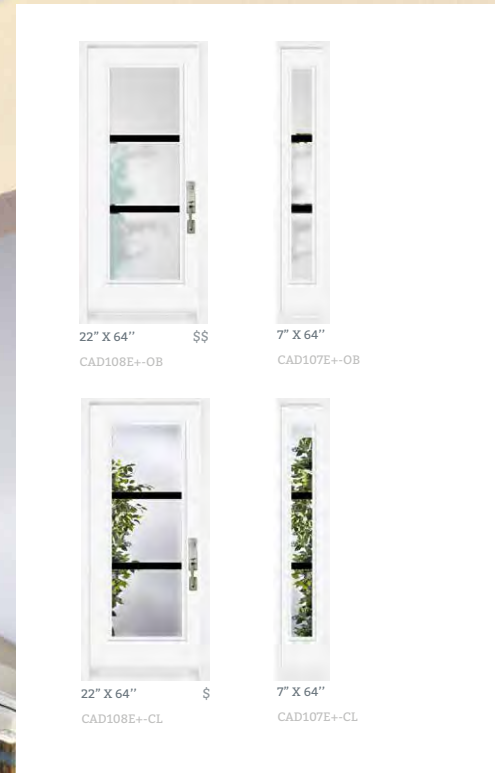 22" X 64'' $$
CAD108E+-OB
7" X 64''
CAD107E+-OB
22" X 64'' $
CAD108E+-CL
7" X 64''
CAD107E+-CL